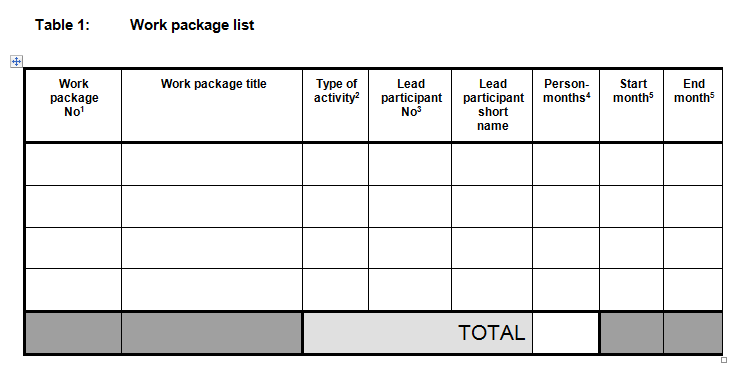 Table 1: Work package list
Work package No¹
Work package title
Type of activity²
Lead participant No³
Lead participant short name
Person-months⁴
Start month⁵
End month⁵
TOTAL